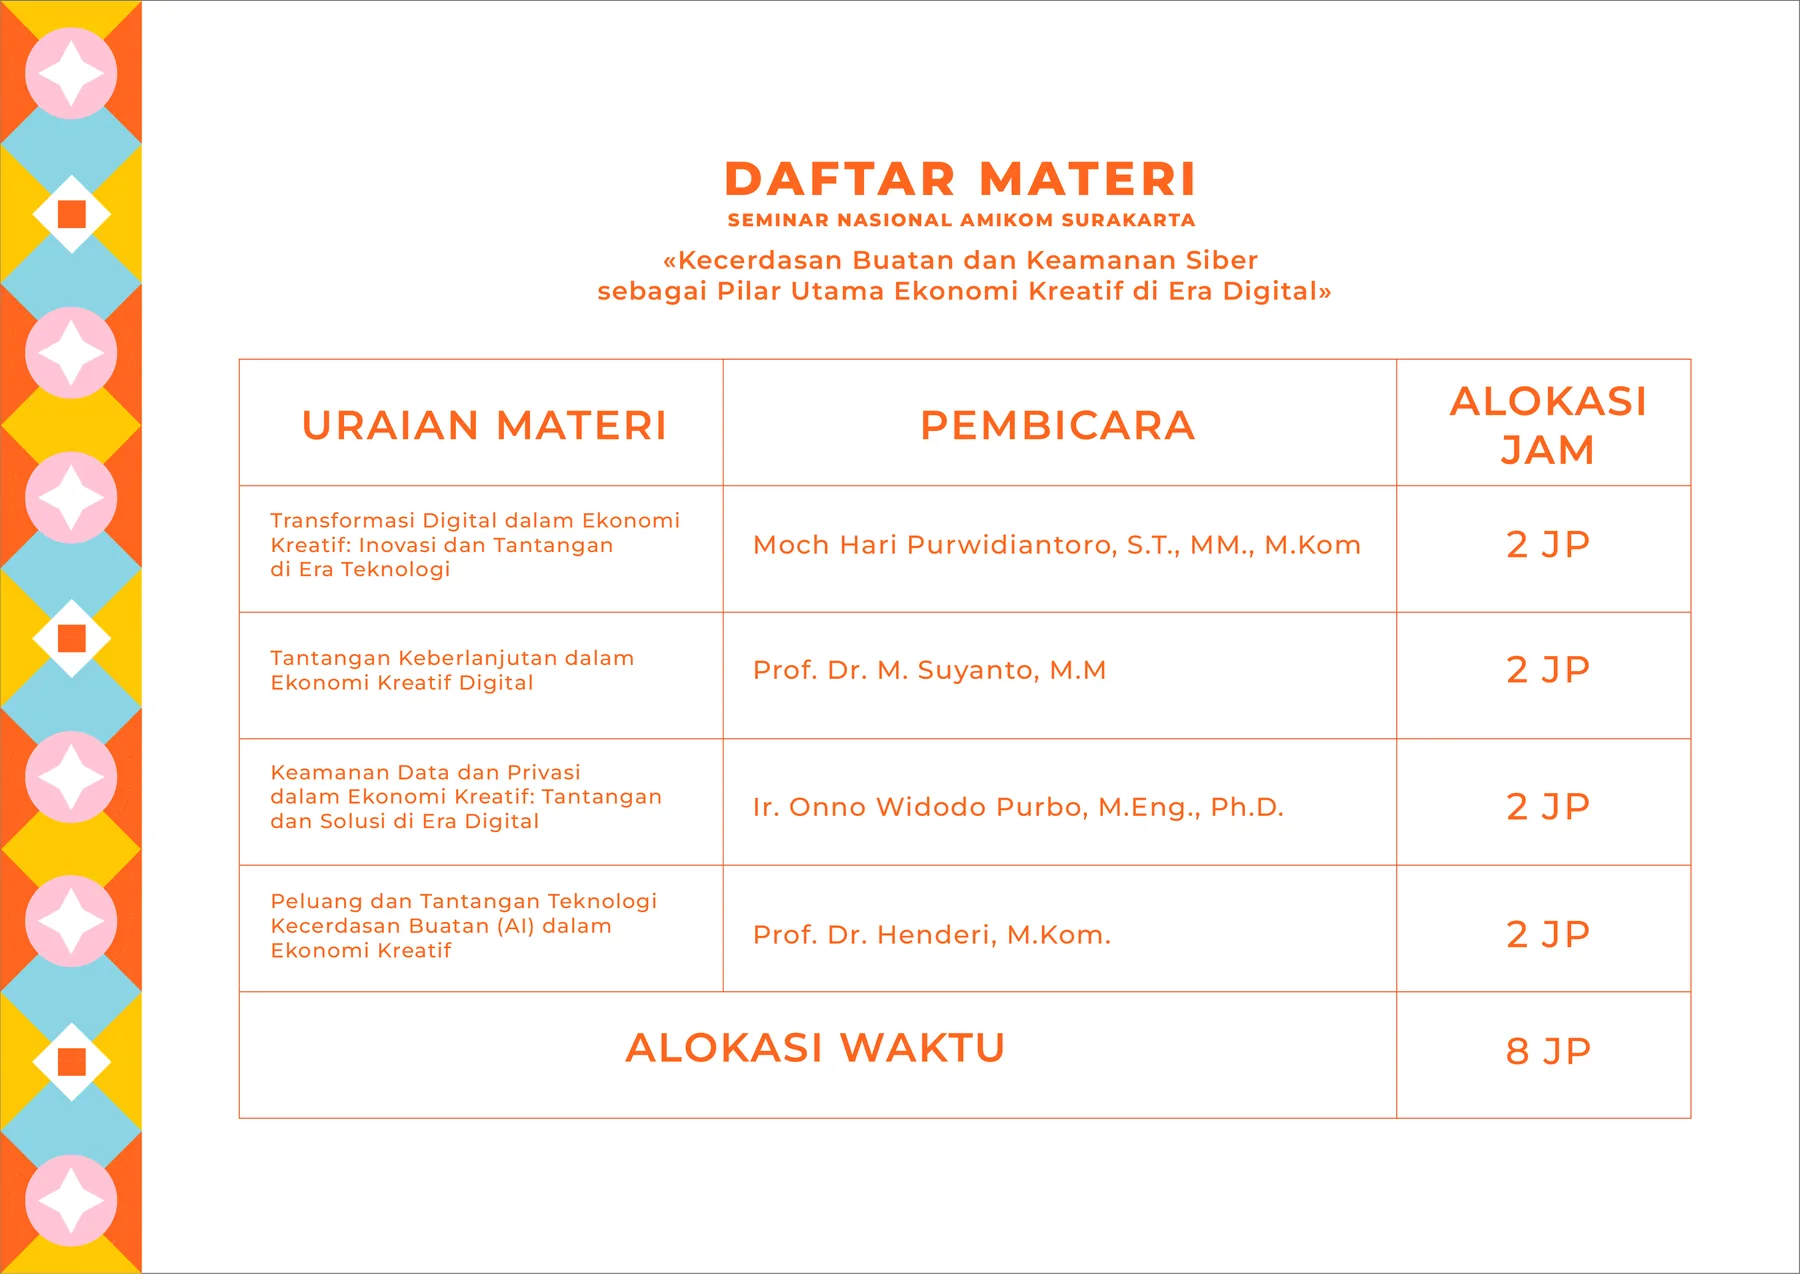 DAFTAR MATERI
SEMINAR NASIONAL AMIKOM SURAKARTA
«Kecerdasan Buatan dan Keamanan Siber
sebagai Pilar Utama Ekonomi Kreatif di Era Digital»
URAIAN MATERI
PEMBICARA
ALOKASI
JAM
Transformasi Digital dalam Ekonomi
Kreatif: Inovasi dan Tantangan
di Era Teknologi
Moch Hari Purwidiantoro, S.T., MM., M.Kom
2 JP
Tantangan Keberlanjutan dalam
Ekonomi Kreatif Digital
Prof. Dr. M. Suyanto, M.M
2 JP
Keamanan Data dan Privasi
dalam Ekonomi Kreatif: Tantangan
dan Solusi di Era Digital
Ir. Onno Widodo Purbo, M.Eng., Ph.D.
2 JP
Peluang dan Tantangan Teknologi
Kecerdasan Buatan (AI) dalam
Ekonomi Kreatif
Prof. Dr. Henderi, M.Kom.
2 JP
ALOKASI WAKTU
8 JP